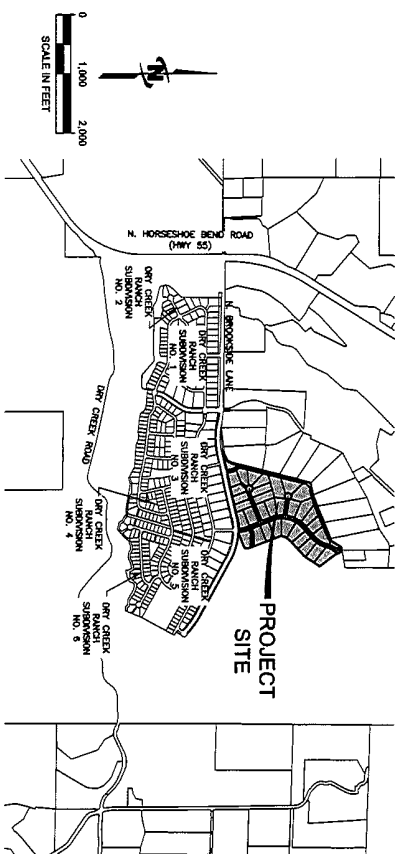 0
1,000
2,000
SCALE IN FEET
N
N. HORSESHOE BEND ROAD
(HWY 55)
N. BROOKSIDE LANE
DRY CREEK
RANCH
SUBDIVISION
NO. 2
DRY CREEK
RANCH
SUBDIVISION
NO. 1
DRY CREEK
RANCH
SUBDIVISION
NO. 3
DRY CREEK
RANCH
SUBDIVISION
NO. 5
DRY CREEK
RANCH
SUBDIVISION
NO. 4
DRY CREEK
RANCH
SUBDIVISION
NO. 6
DRY CREEK ROAD
PROJECT
SITE